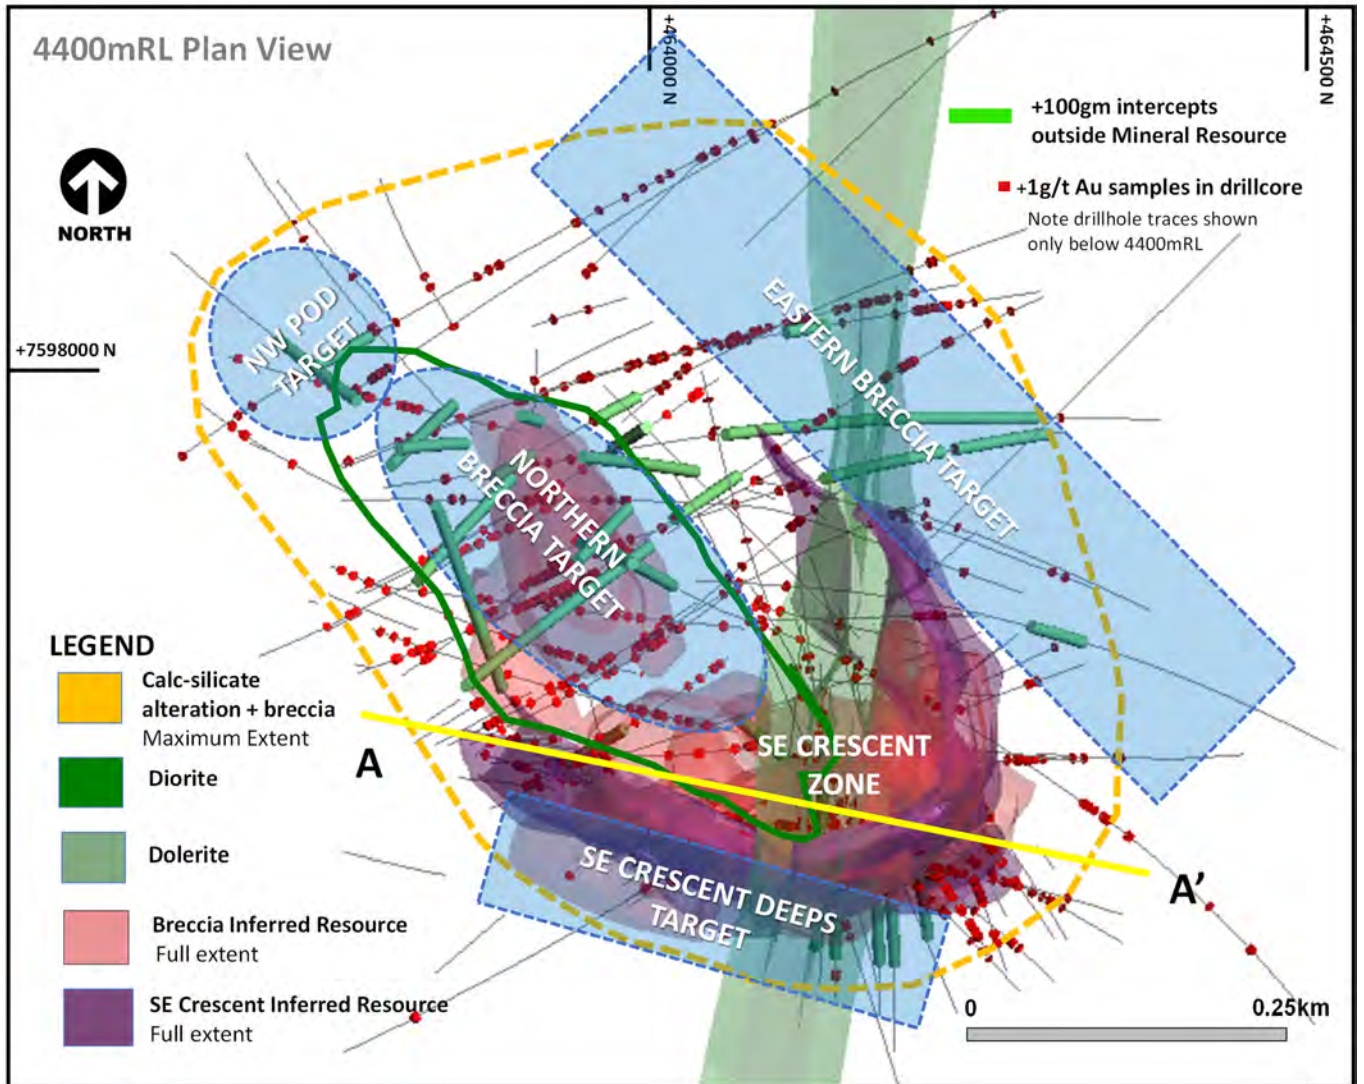 4400mRL Plan View
+464000 N
+464500 N
+100gm intercepts
outside Mineral Resource
+1g/t Au samples in drillcore
Note drillhole traces shown
only below 4400mRL
NORTH
+7598000 N
NW POD
TARGET
EASTERN BRECCIA TARGET
NORTHERN
BRECCIA TARGET
SE CRESCENT
ZONE
A
A’
SE CRESCENT DEEPS
TARGET
LEGEND
Calc-silicate
alteration + breccia
Maximum Extent
Diorite
Dolerite
Breccia Inferred Resource
Full extent
SE Crescent Inferred Resource
Full extent
0
0.25km